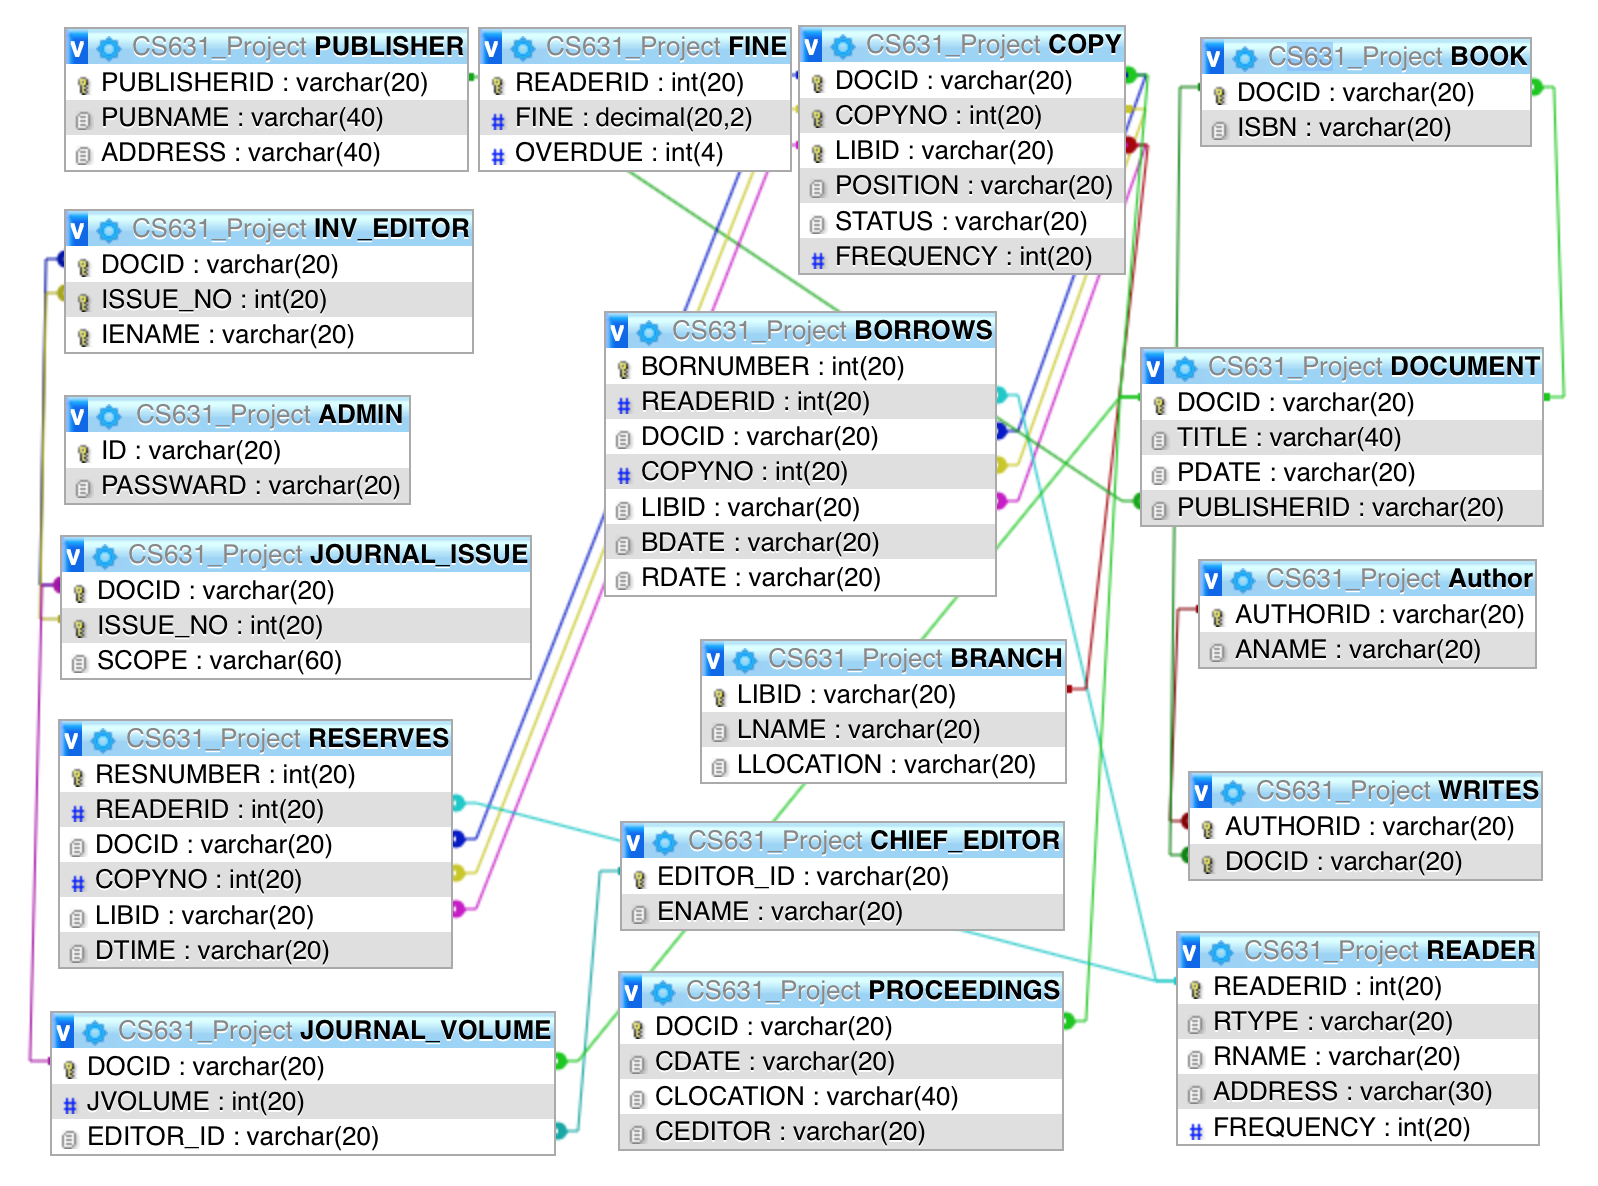 CS631_Project PUBLISHER
PUBLISHERID : varchar(20)
PUBNAME : varchar(40)
ADDRESS : varchar(40)
CS631_Project FINE
READERID : int(20)
FINE : decimal(20,2)
OVERDUE : int(4)
CS631_Project COPY
DOCID : varchar(20)
COPYNO : int(20)
LIBID : varchar(20)
POSITION : varchar(20)
STATUS : varchar(20)
FREQUENCY : int(20)
CS631_Project BOOK
DOCID : varchar(20)
ISBN : varchar(20)
CS631_Project INV_EDITOR
DOCID : varchar(20)
ISSUE_NO : int(20)
IENAME : varchar(20)
CS631_Project BORROWS
BORNUMBER : int(20)
READERID : int(20)
DOCID : varchar(20)
COPYNO : int(20)
LIBID : varchar(20)
BDATE : varchar(20)
RDATE : varchar(20)
CS631_Project DOCUMENT
DOCID : varchar(20)
TITLE : varchar(40)
PDATE : varchar(20)
PUBLISHERID : varchar(20)
CS631_Project ADMIN
ID : varchar(20)
PASSWARD : varchar(20)
CS631_Project JOURNAL_ISSUE
DOCID : varchar(20)
ISSUE_NO : int(20)
SCOPE : varchar(60)
CS631_Project Author
AUTHORID : varchar(20)
ANAME : varchar(20)
CS631_Project BRANCH
LIBID : varchar(20)
LNAME : varchar(20)
LLOCATION : varchar(20)
CS631_Project RESERVES
RESNUMBER : int(20)
READERID : int(20)
DOCID : varchar(20)
COPYNO : int(20)
LIBID : varchar(20)
DTIME : varchar(20)
CS631_Project WRITES
AUTHORID : varchar(20)
DOCID : varchar(20)
CS631_Project CHIEF_EDITOR
EDITOR_ID : varchar(20)
ENAME : varchar(20)
CS631_Project READER
READERID : int(20)
RTYPE : varchar(20)
RNAME : varchar(20)
ADDRESS : varchar(30)
FREQUENCY : int(20)
CS631_Project PROCEEDINGS
DOCID : varchar(20)
CDATE : varchar(20)
CLOCATION : varchar(40)
CEDITOR : varchar(20)
CS631_Project JOURNAL_VOLUME
DOCID : varchar(20)
JVOLUME : int(20)
EDITOR_ID : varchar(20)